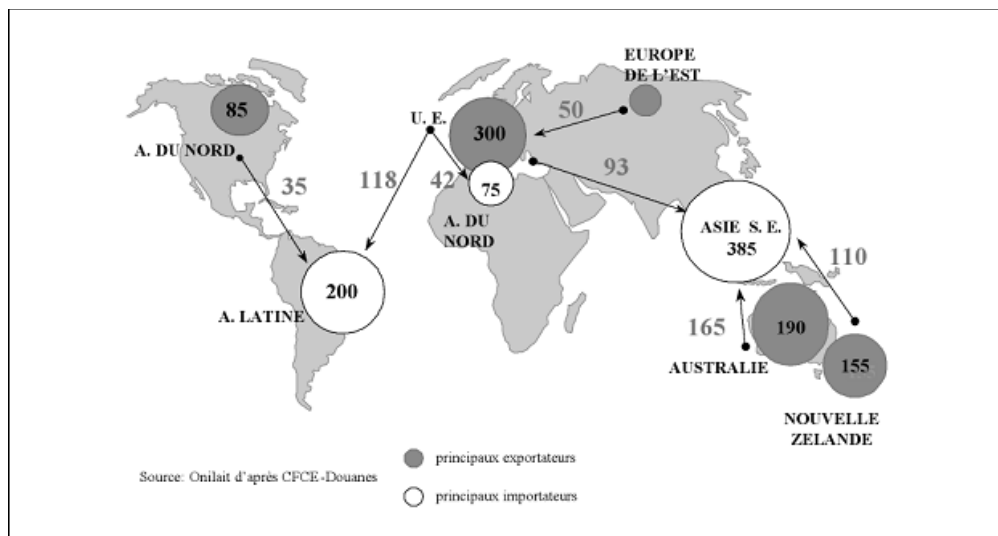 EUROPE
DE L'EST
85
50
U. E.
300
A. DU NORD
93
35
118
42
75
A. DU
NORD
ASIE S. E.
385
110
200
A. LATINE
165
190
AUSTRALIE
155
NOUVELLE
ZELANDE
principaux exportateurs
Source: Onilait d'après CFCE-Douanes
principaux importateurs